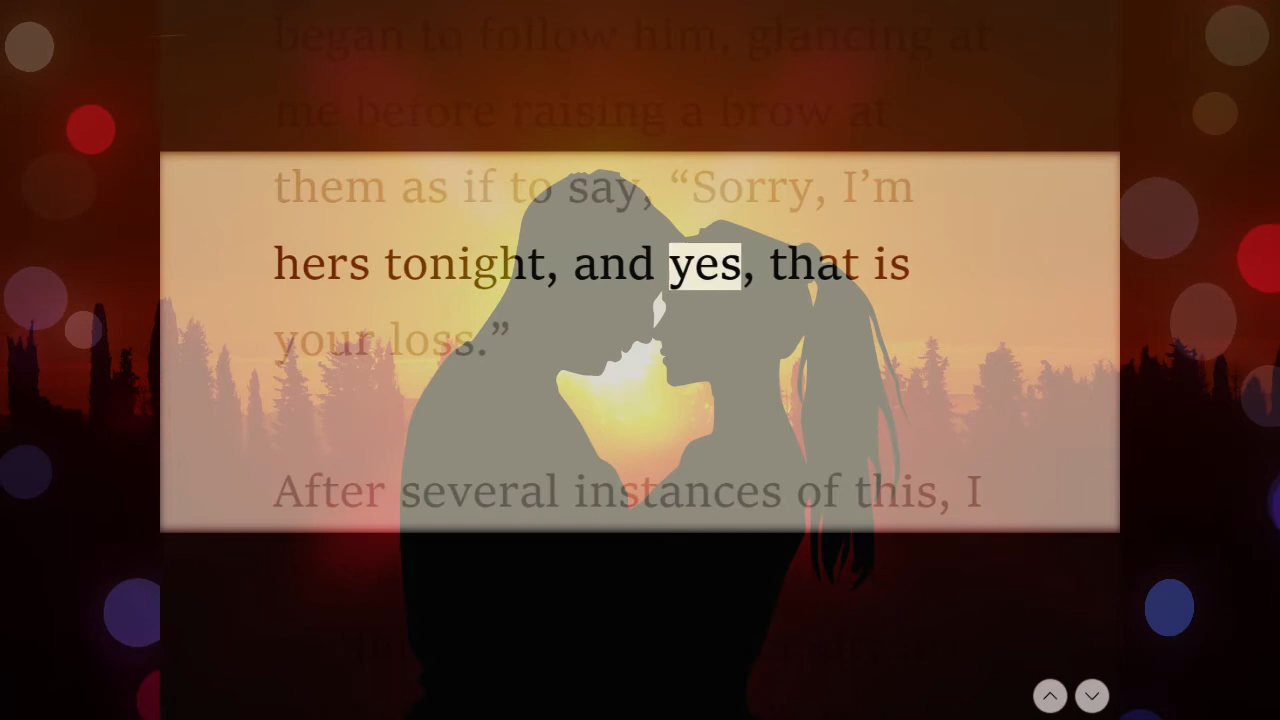 began to follow him, glancing at
me before raising a brow at
them as if to say, “Sorry, I’m
hers tonight, and yes, that is
your loss.”
After several instances of this, I